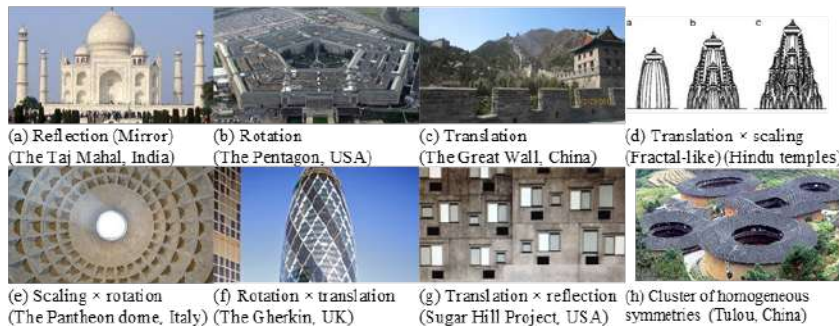 a b c
(a) Reflection (Mirror) (b) Rotation (c) Translation (d) Translation × scaling
(The Taj Mahal, India) (The Pentagon, USA) (The Great Wall, China) (Fractal-like) (Hindu temples)
(e) Scaling × rotation (f) Rotation × translation (g) Translation × reflection (h) Cluster of homogeneous
(The Pantheon dome, Italy) (The Gherkin, UK) (Sugar Hill Project, USA) symmetries (Tulou, China)